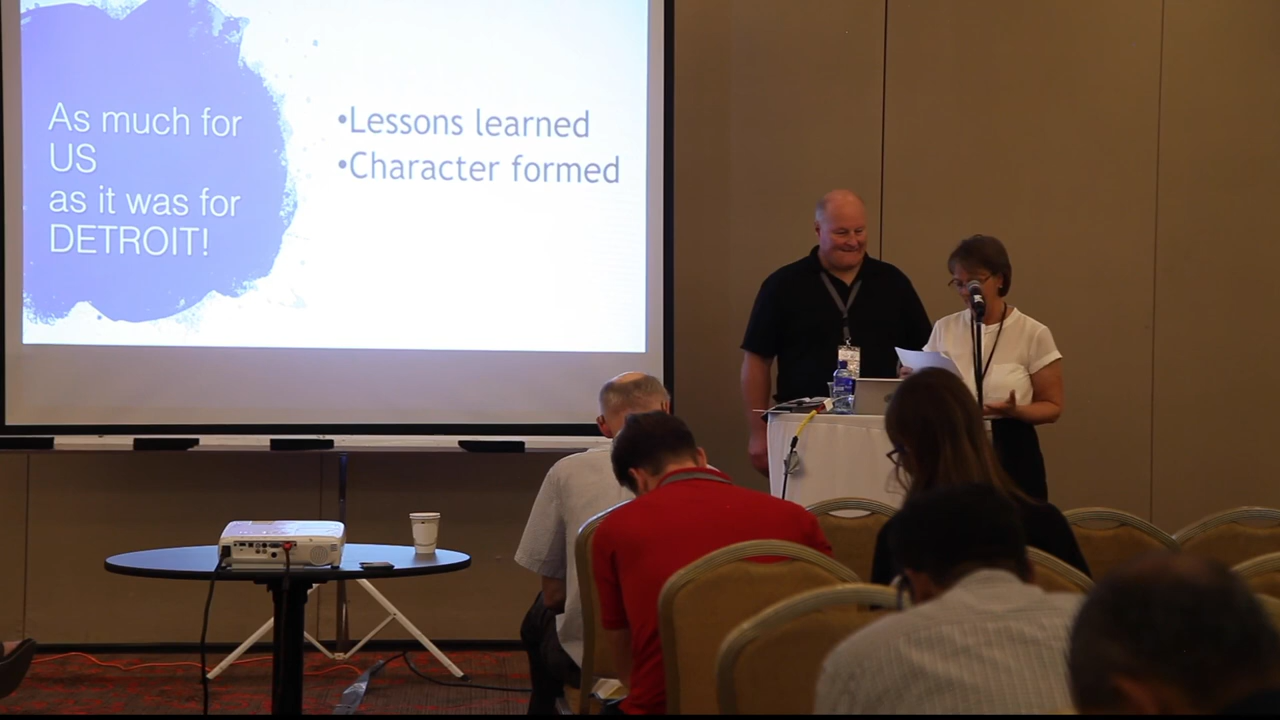 As much for
US
as it was for
DETROIT!
•Lessons learned
•Character formed